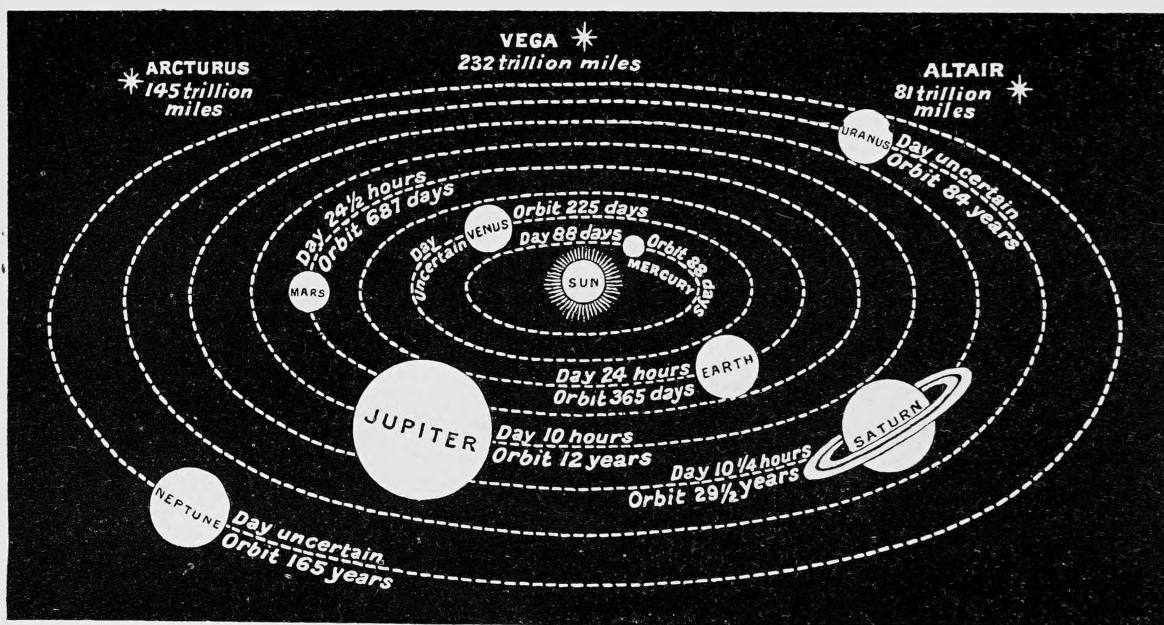 VEGA
232 trillion miles
ARCTURUS
145 trillion
miles
ALTAIR
81 trillion
miles
URANUS
Day uncertain
Orbit 84 years
Day 24½ hours
Orbit 687 days
MARS
VENUS
Orbit 225 days
Day
Uncertain
Day 88 days
Orbit 88 days
MERCURY
SUN
EARTH
Day 24 hours
Orbit 365 days
JUPITER
Day 10 hours
Orbit 12 years
SATURN
Day 10¼ hours
Orbit 29½ years
NEPTUNE
Day uncertain
Orbit 165 years